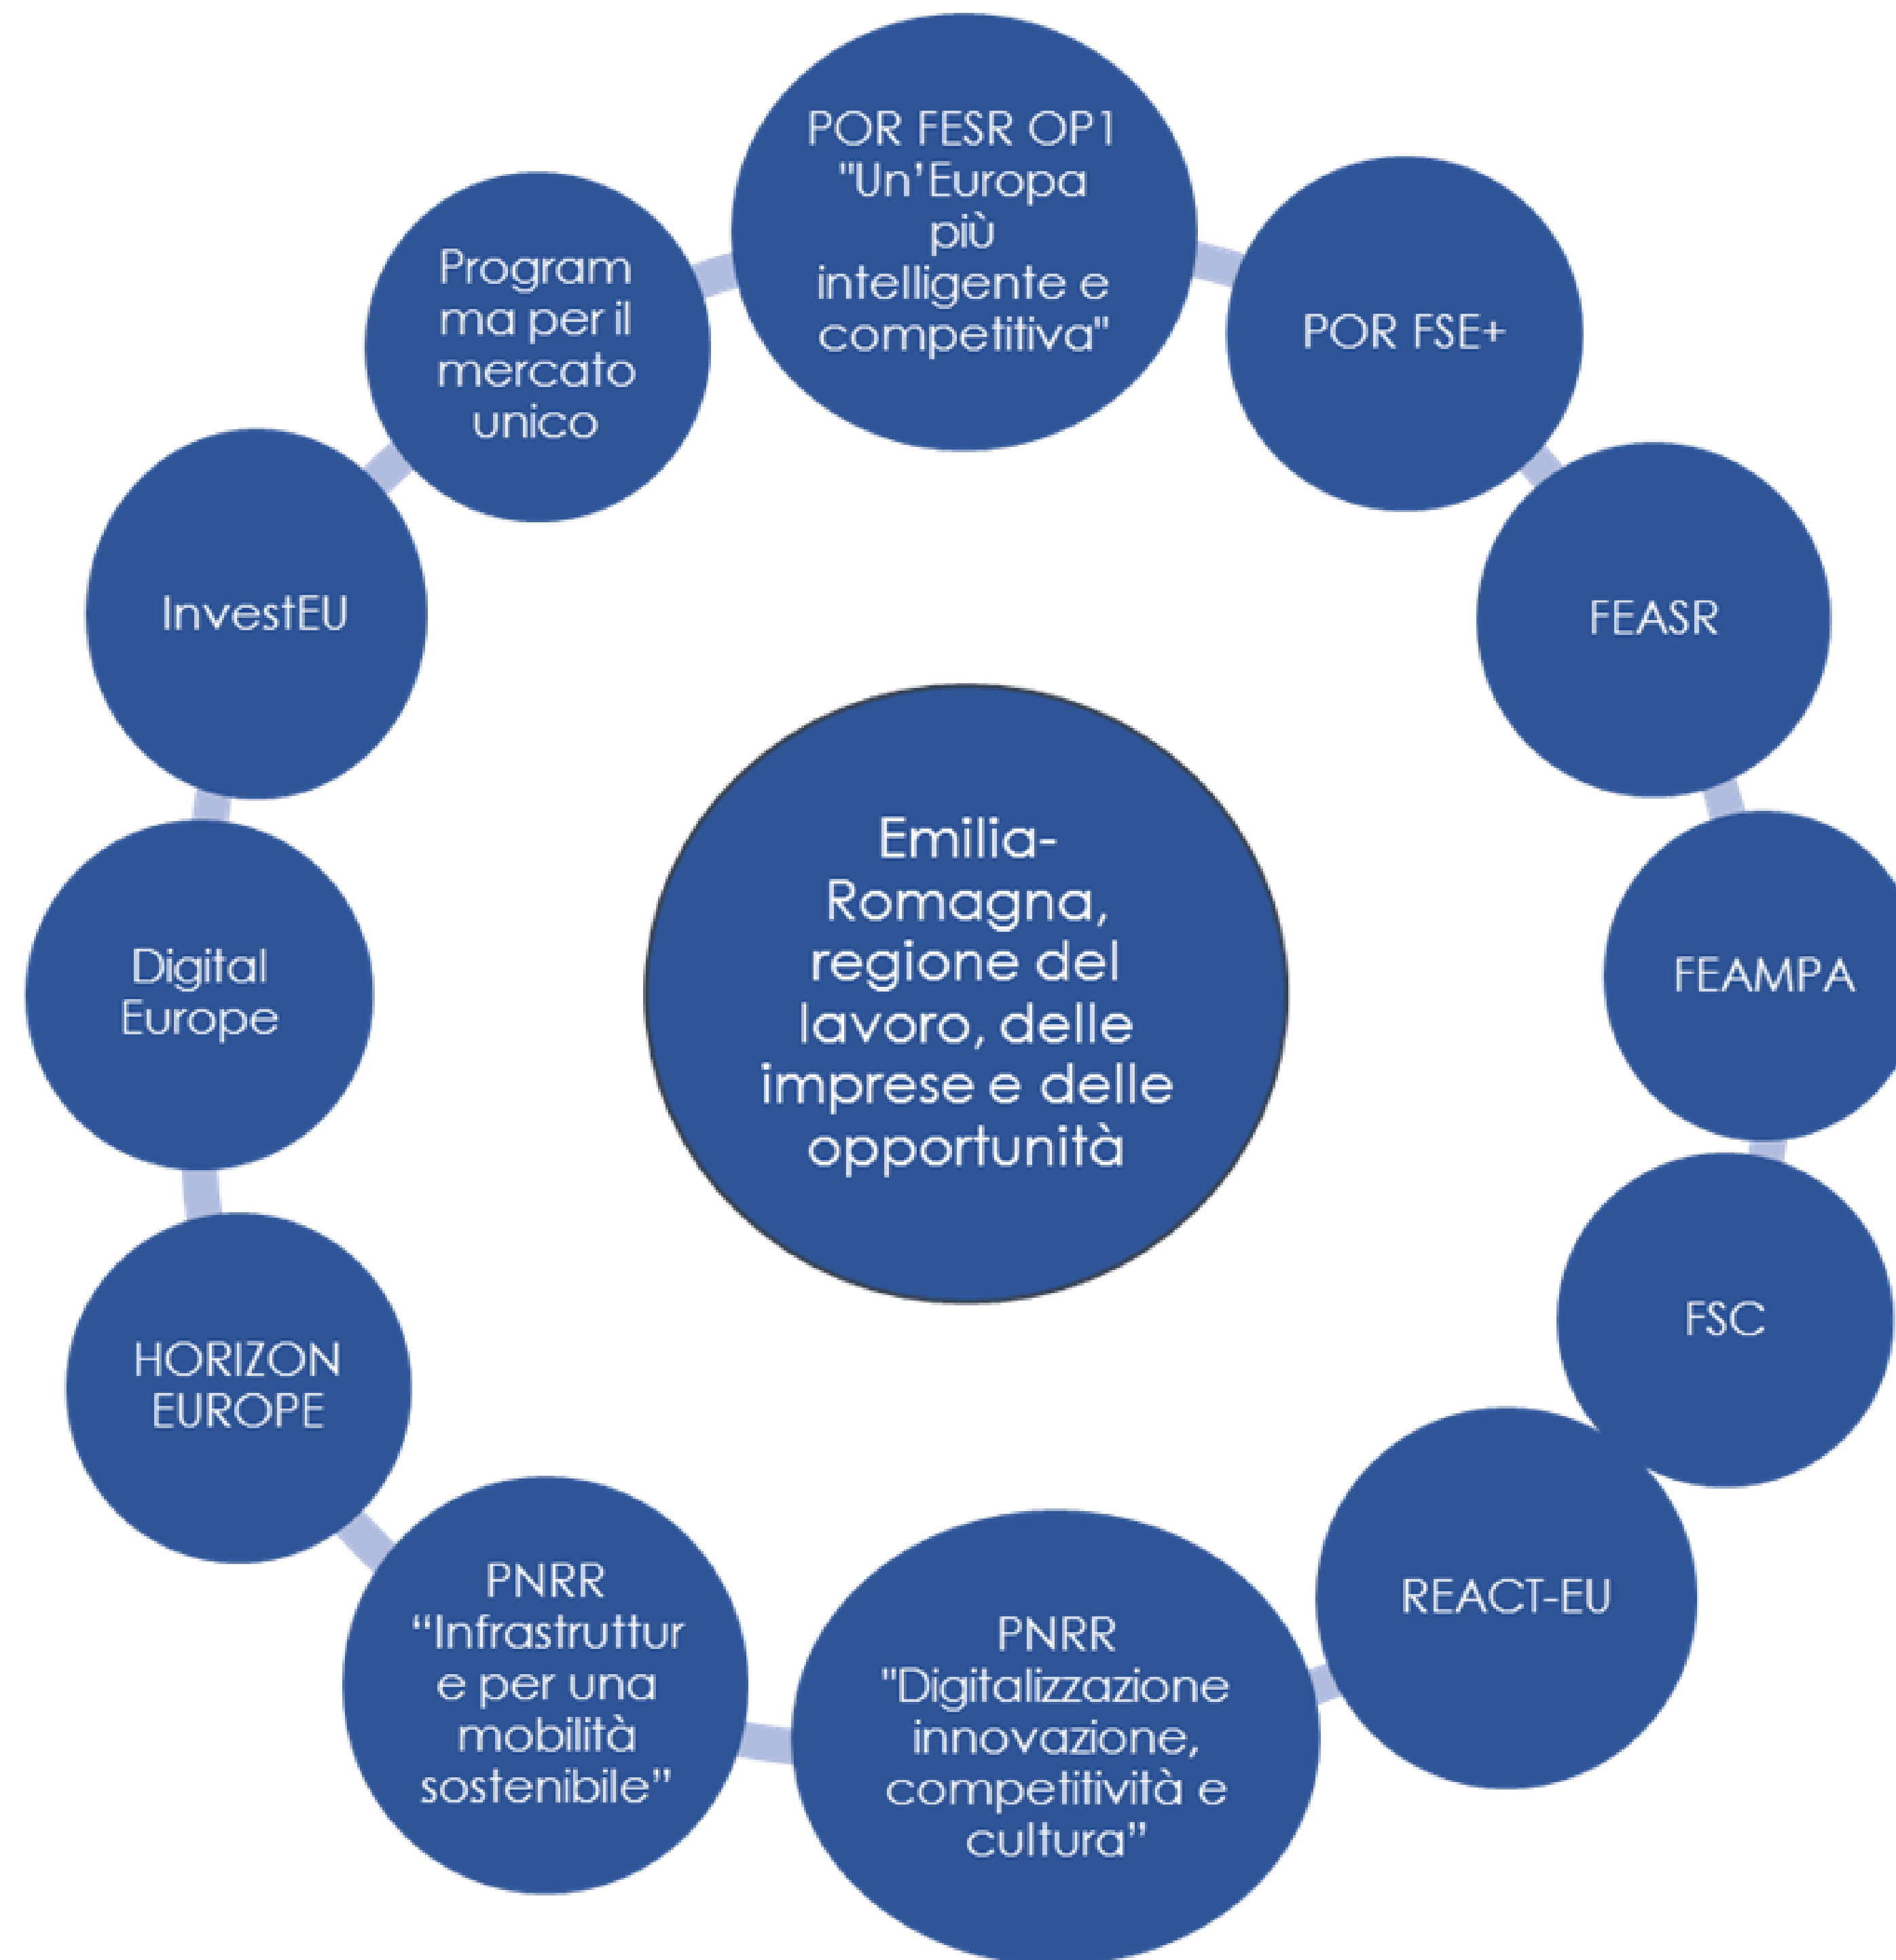 POR FESR OP1
"Un'Europa
più
intelligente e
competitiva"
POR FSE+
FEASR
FEAMPA
FSC
REACT-EU
PNRR
"Digitalizzazione
innovazione,
competitività e
cultura”
PNRR
“Infrastruttur
e per una
mobilità
sostenibile”
HORIZON
EUROPE
Digital
Europe
InvestEU
Program
ma per il
mercato
unico
Emilia-
Romagna,
regione del
lavoro, delle
imprese e delle
opportunità